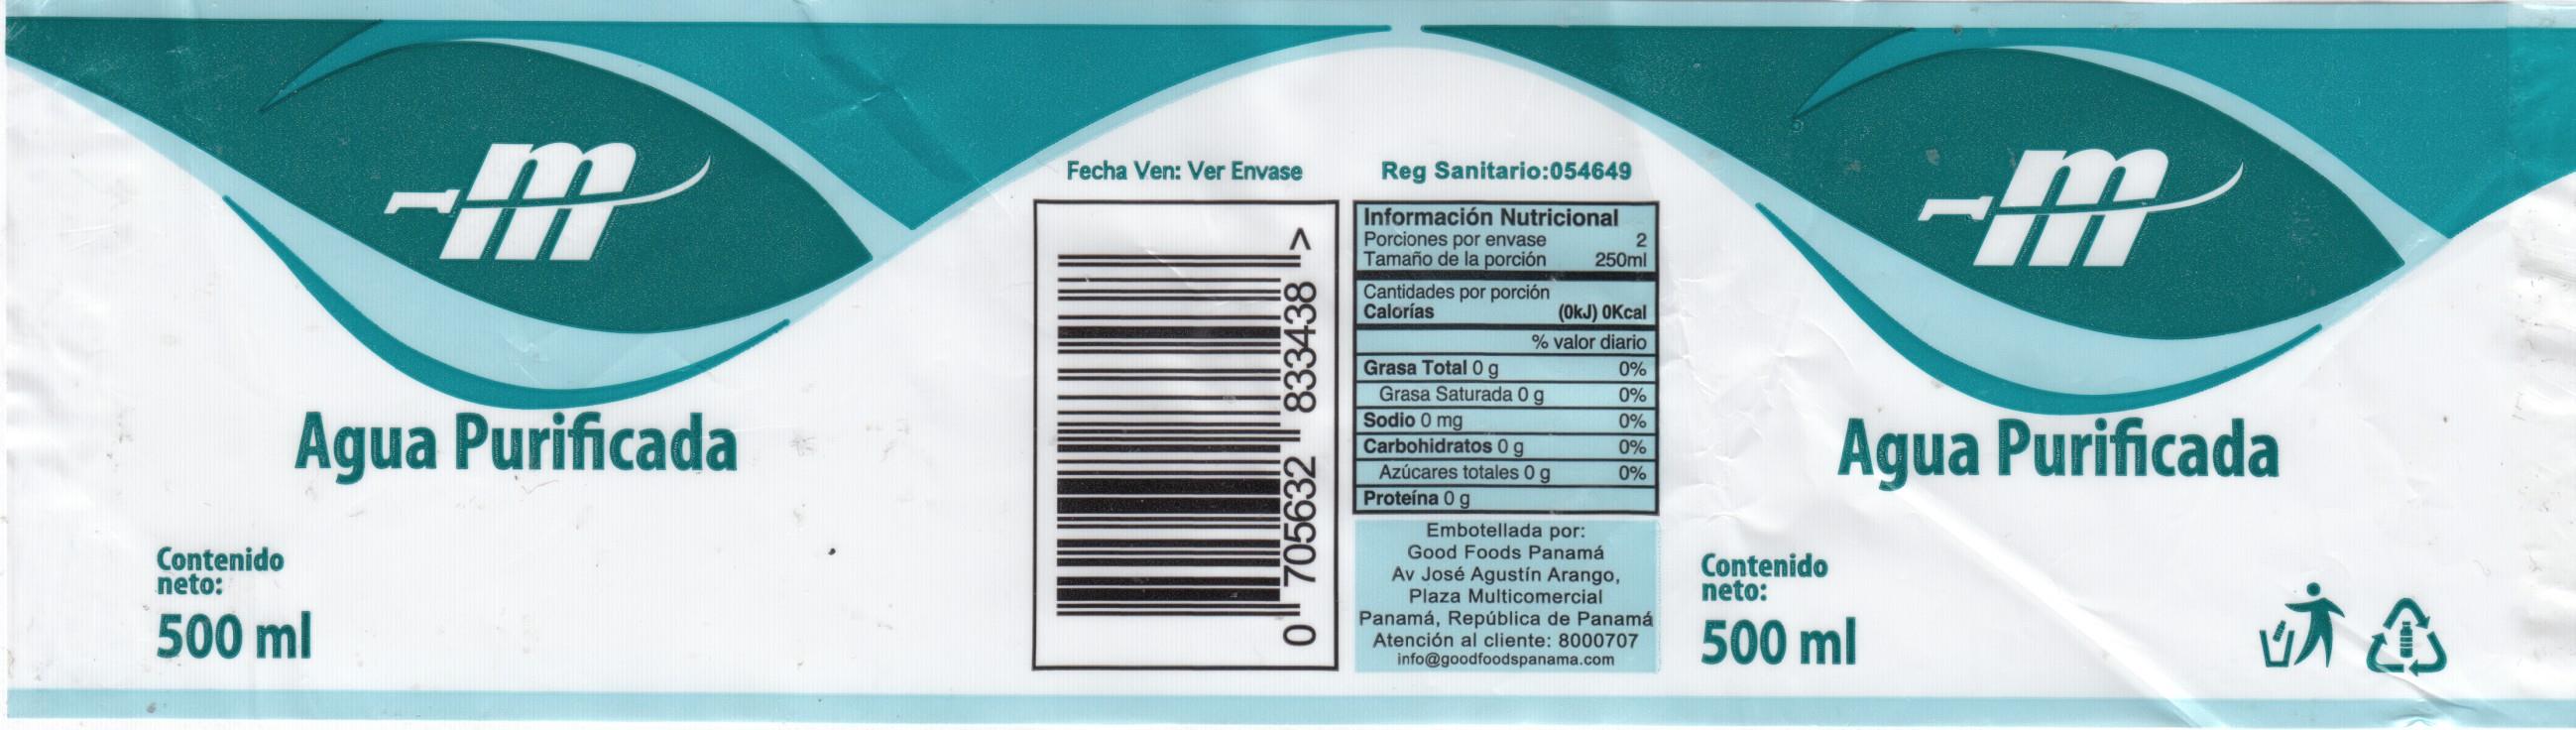 m
Agua Purificada
Contenido
neto:
500 ml
Fecha Ven: Ver Envase
0 705632 833438 >
Reg Sanitario:054649
Información Nutricional
Porciones por envase 2
Tamaño de la porción 250ml
Cantidades por porción
Calorías (0kJ) 0Kcal
% valor diario
Grasa Total 0 g 0%
Grasa Saturada 0 g 0%
Sodio 0 mg 0%
Carbohidratos 0 g 0%
Azúcares totales 0 g 0%
Proteína 0 g
Embotellada por:
Good Foods Panamá
Av José Agustín Arango,
Plaza Multicomercial
Panamá, República de Panamá
Atención al cliente: 8000707
info@goodfoodspanama.com
m
Agua Purificada
Contenido
neto:
500 ml